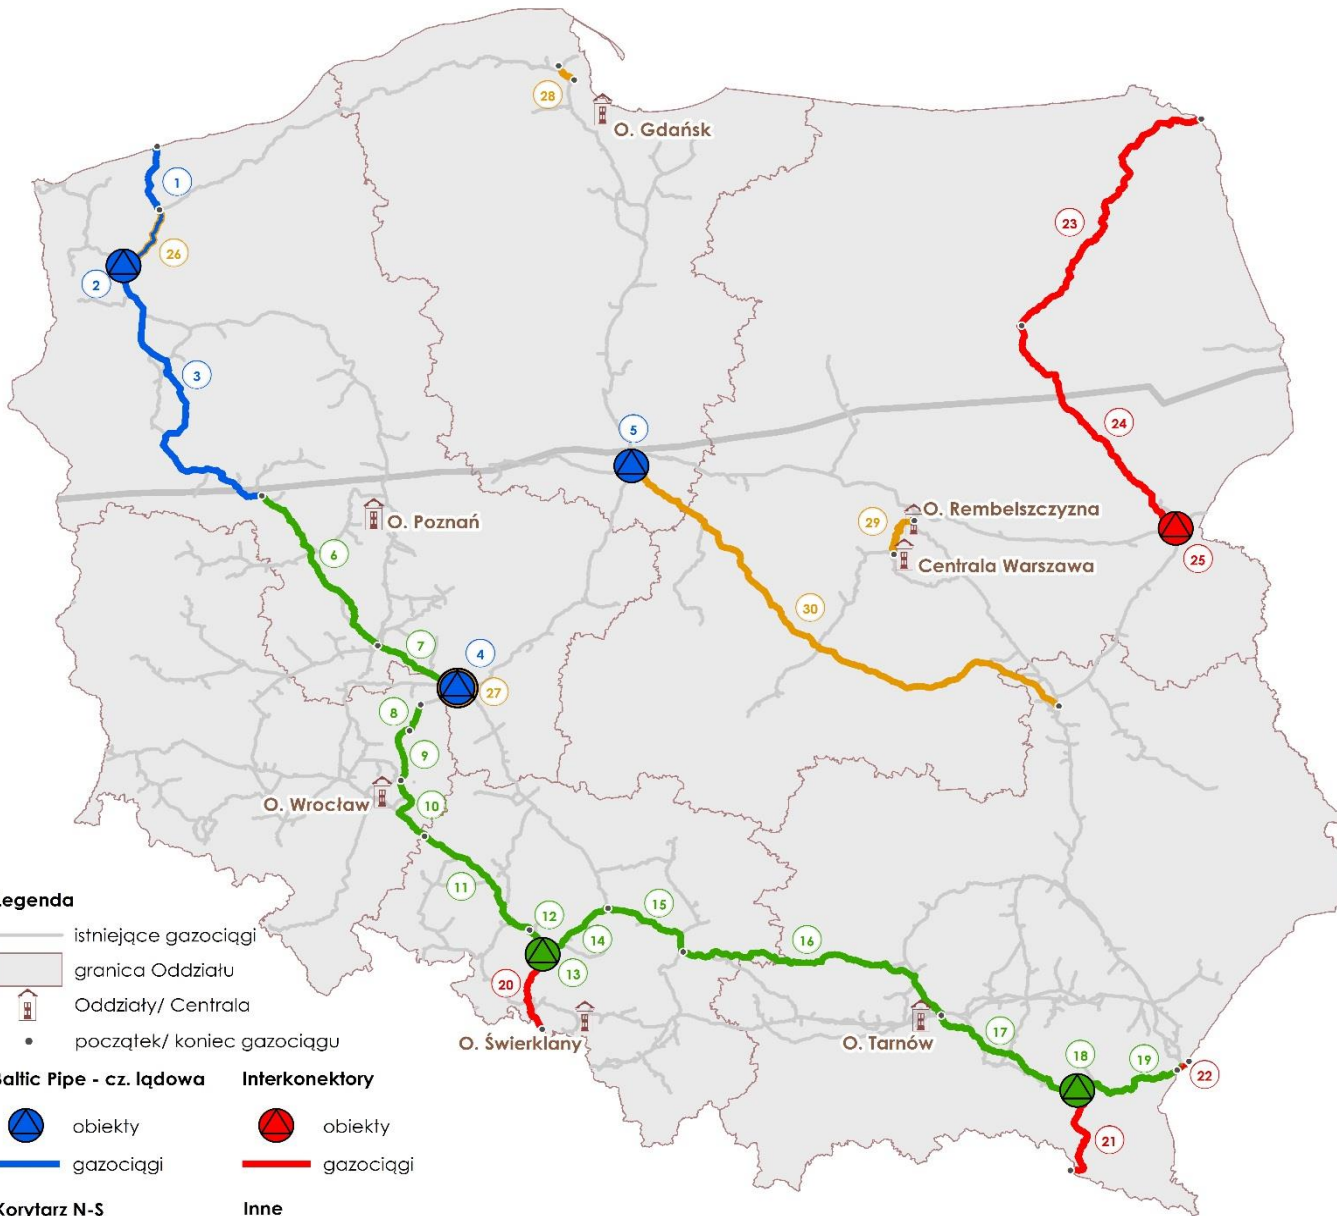 28
O. Gdańsk
1
23
26
2
3
24
5
O. Rembelszczyzna
29
O. Poznań
25
Centrala Warszawa
6
30
7
4
27
8
9
O. Wrocław
10
11
Legenda
15
12
istniejące gazociągi
14
16
granica Oddziału
13
20
Oddziały/ Centrala
17
początek/ koniec gazociągu
O. Świerklany
O. Tarnów
18
19
22
Baltic Pipe - cz. lądowa
Interkonektory
obiekty
obiekty
21
gazociągi
gazociągi
Korytarz N-S
Inne